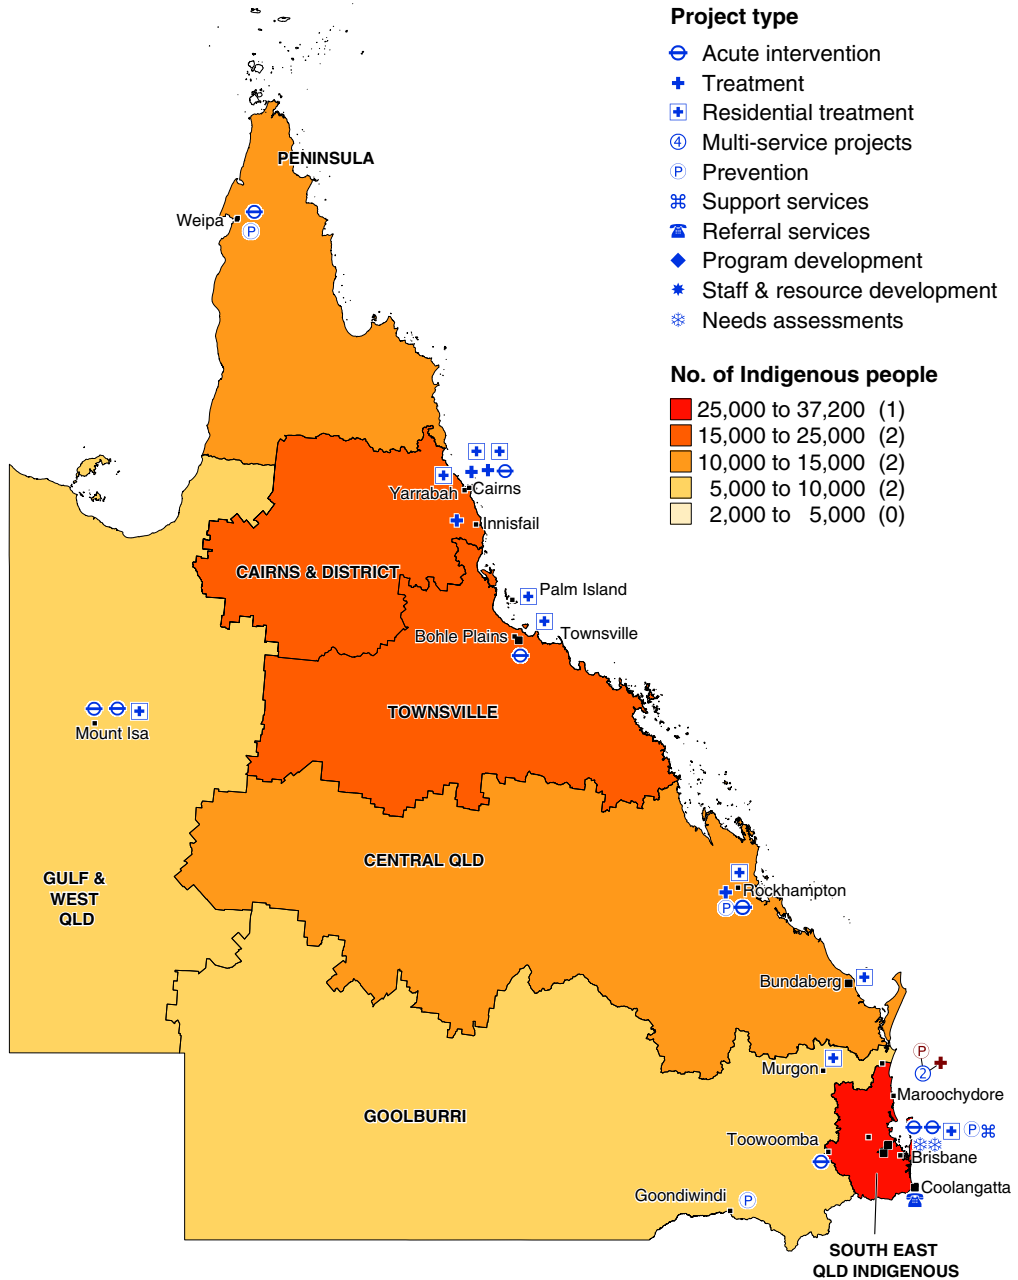 Project type
Acute intervention
Treatment
Residential treatment
4 Multi-service projects
P Prevention
Support services
Referral services
Program development
Staff & resource development
Needs assessments
No. of Indigenous people
25,000 to 37,200 (1)
15,000 to 25,000 (2)
10,000 to 15,000 (2)
5,000 to 10,000 (2)
2,000 to 5,000 (0)
PENINSULA
Weipa
P
Yarrabah
Cairns
Innisfail
CAIRNS & DISTRICT
Palm Island
Bohle Plains
Townsville
TOWNSVILLE
Mount Isa
CENTRAL QLD
GULF &
WEST
QLD
Rockhampton
P
Bundaberg
P
2
Murgon
Maroochydore
GOOLBURRI
P
Toowoomba
Brisbane
Coolangatta
Goondiwindi
P
SOUTH EAST
QLD INDIGENOUS